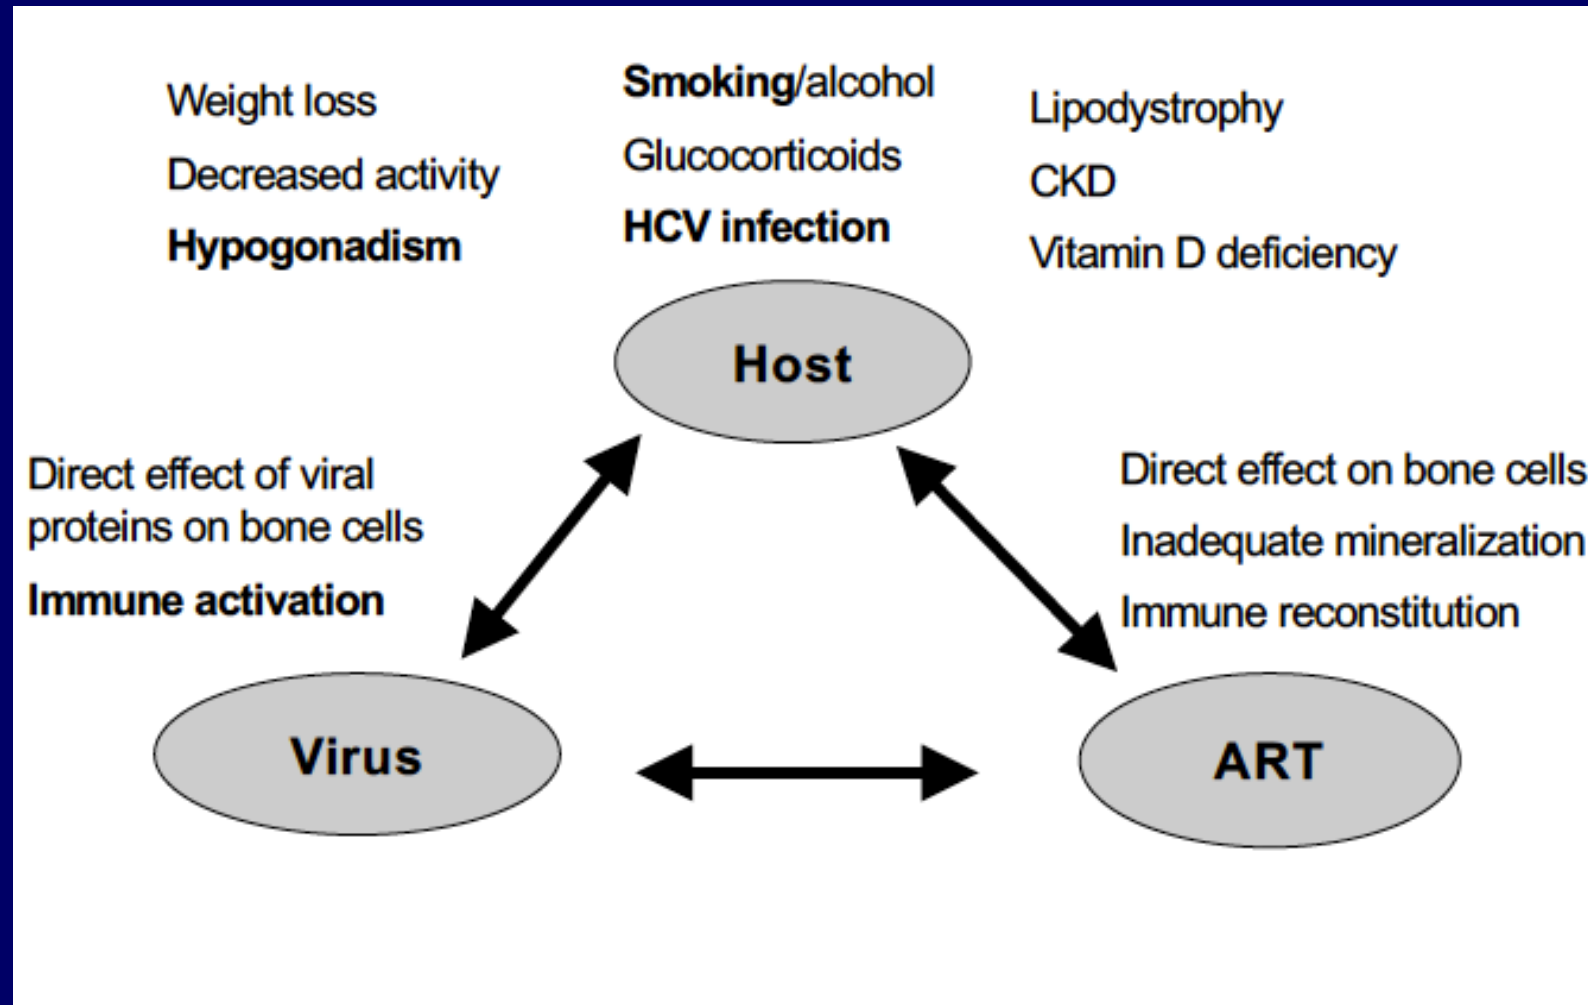 Weight loss
Decreased activity
Hypogonadism
Smoking/alcohol
Glucocorticoids
HCV infection
Lipodystrophy
CKD
Vitamin D deficiency
Host
Direct effect of viral
proteins on bone cells
Immune activation
Direct effect on bone cells
Inadequate mineralization
Immune reconstitution
Virus
ART